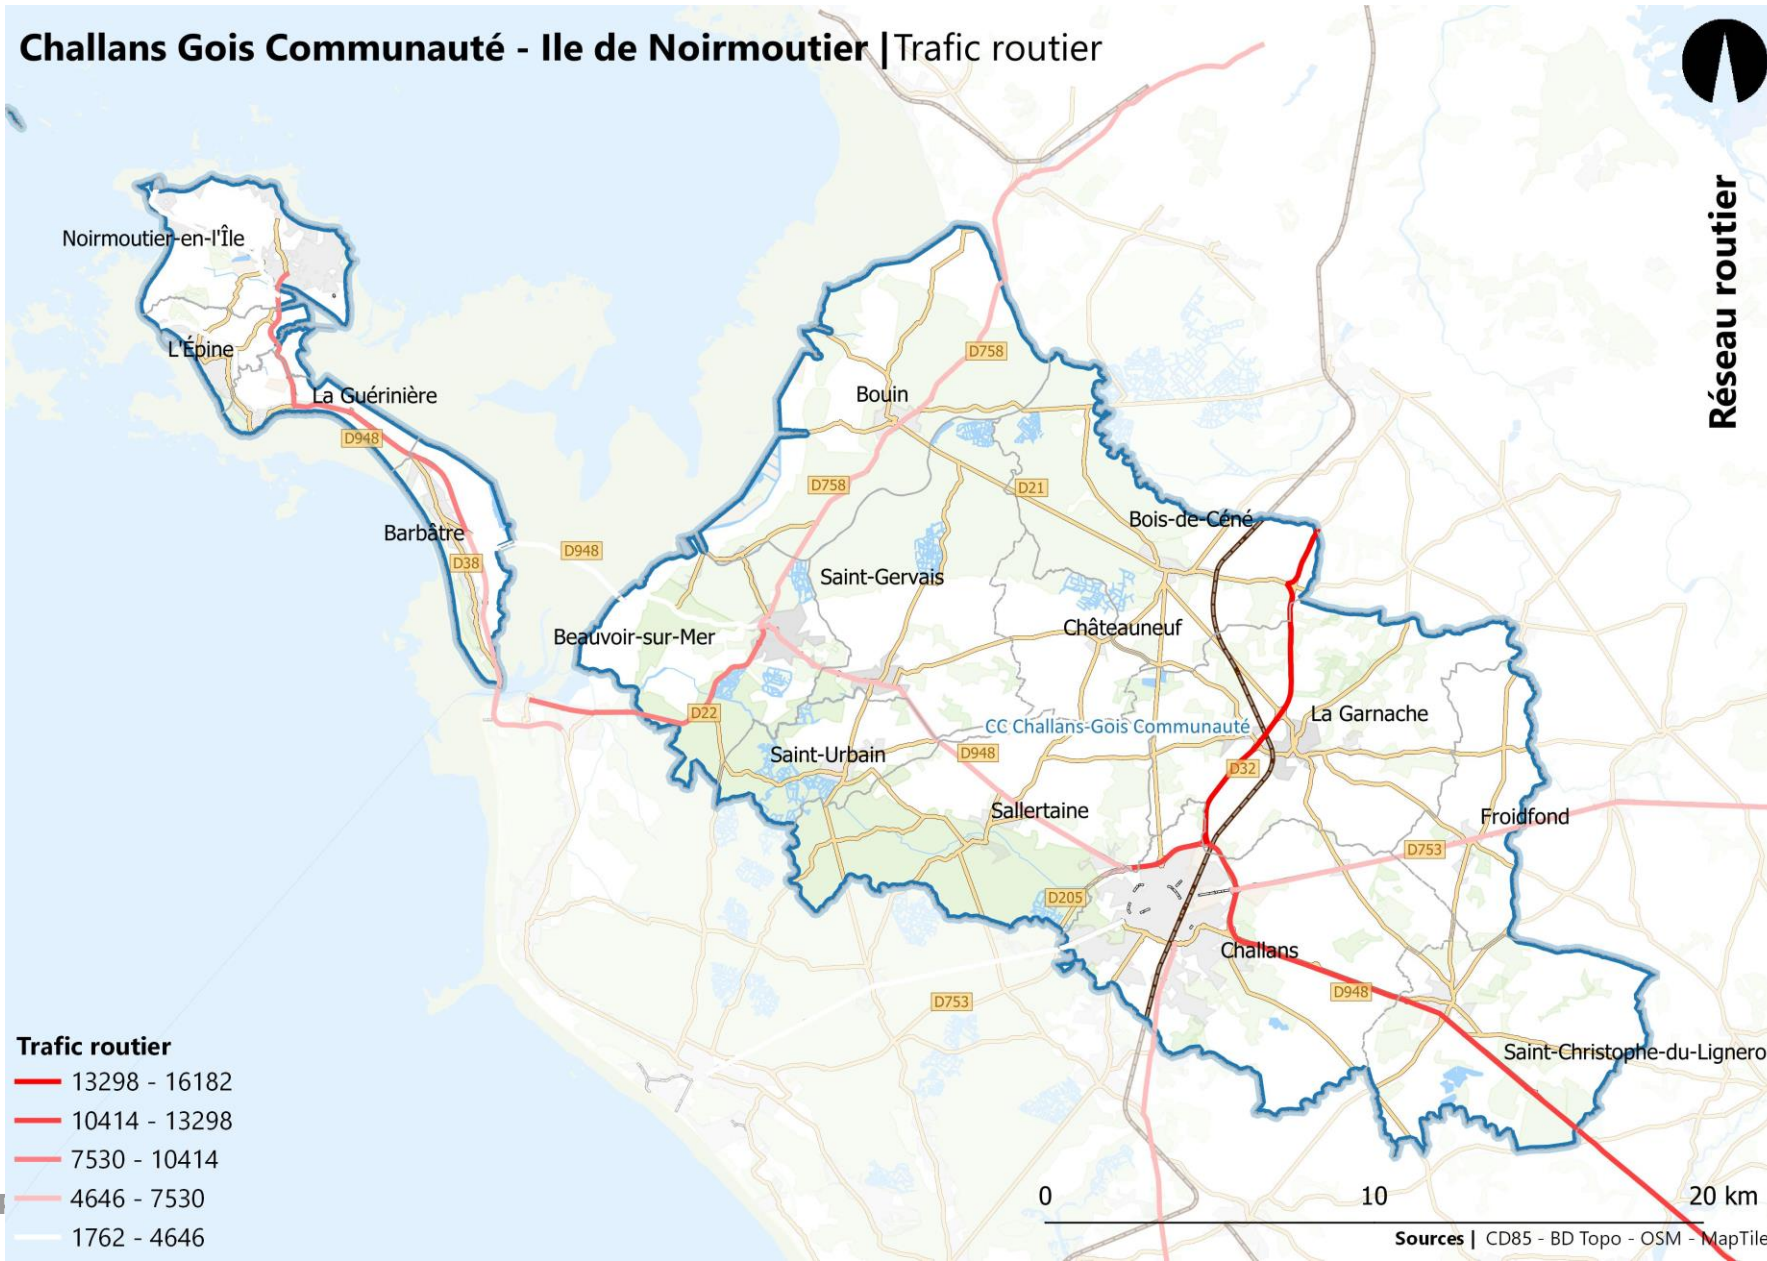 Challans Gois Communauté - Ile de Noirmoutier | Trafic routier
Réseau routier
Noirmoutier-en-l'Île
L'Épine
La Guérinière
D948
Barbâtre
D38
D948
D758
Bouin
D758
D21
Bois-de-Céné
Saint-Gervais
Beauvoir-sur-Mer
Châteauneuf
D22
CC Challans-Gois Communauté
La Garnache
Saint-Urbain
D948
D32
Sallertaine
Froidfond
D753
D205
Challans
D948
D753
Saint-Christophe-du-Lignero
Trafic routier
13298 - 16182
10414 - 13298
7530 - 10414
4646 - 7530
1762 - 4646
0 10 20 km
Sources | CD85 - BD Topo - OSM - MapTile